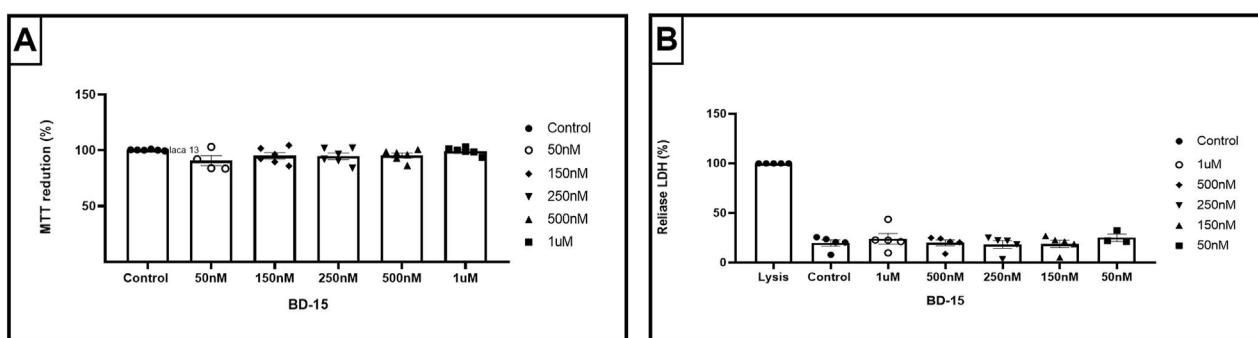 A
150
100
50
MTT redution (%)
laca 13
Control 50nM 150nM 250nM 500nM 1uM
BD-15
Control
50nM
150nM
250nM
500nM
1uM
B
150
100
50
0
Reliase LDH (%)
Lysis Control 1uM 500nM 250nM 150nM 50nM
BD-15
Control
1uM
500nM
250nM
150nM
50nM